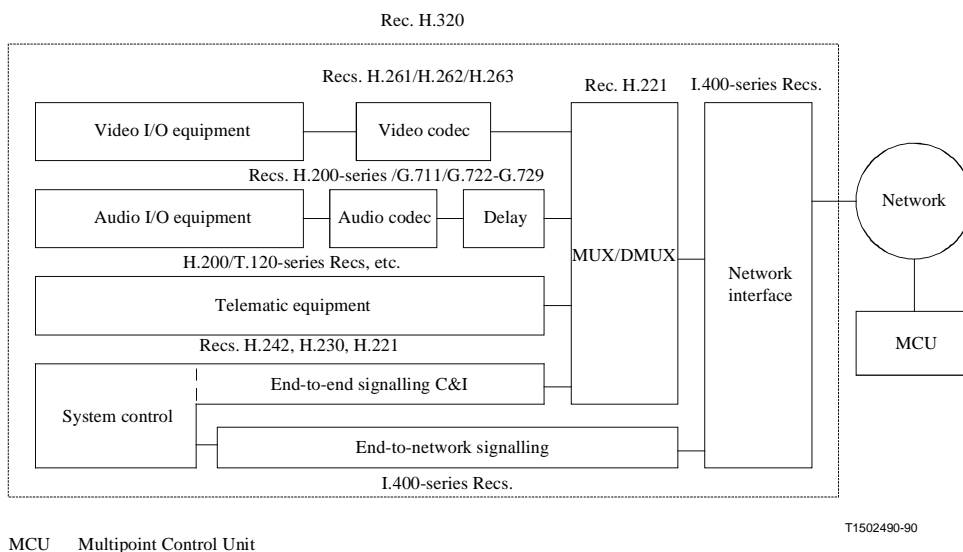 Rec. H.320
Recs. H.261/H.262/H.263
Rec. H.221
I.400-series Recs.
Video I/O equipment
Video codec
Recs. H.200-series /G.711/G.722-G.729
Audio I/O equipment
Audio codec
Delay
Network
MUX/DMUX
H.200/T.120-series Recs, etc.
Network
interface
Telematic equipment
MCU
Recs. H.242, H.230, H.221
End-to-end signalling C&I
System control
End-to-network signalling
I.400-series Recs.
T1502490-90
MCU Multipoint Control Unit